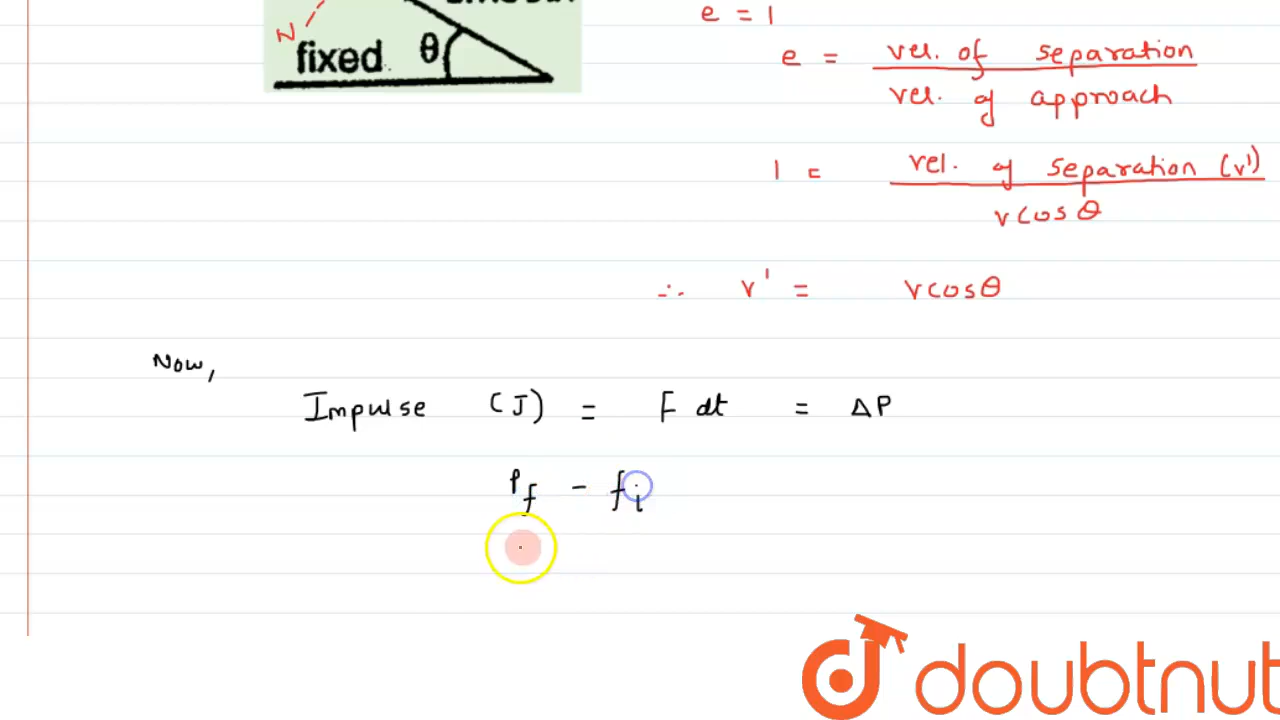 e = 1
N
fixed θ
e = vel. of separation
vel. of approach
1 = vel. of separation (v')
v cos θ
∴ v' = v cos θ
Now,
Impulse (J) = F dt = ΔP
Pf - fi
doubtnut